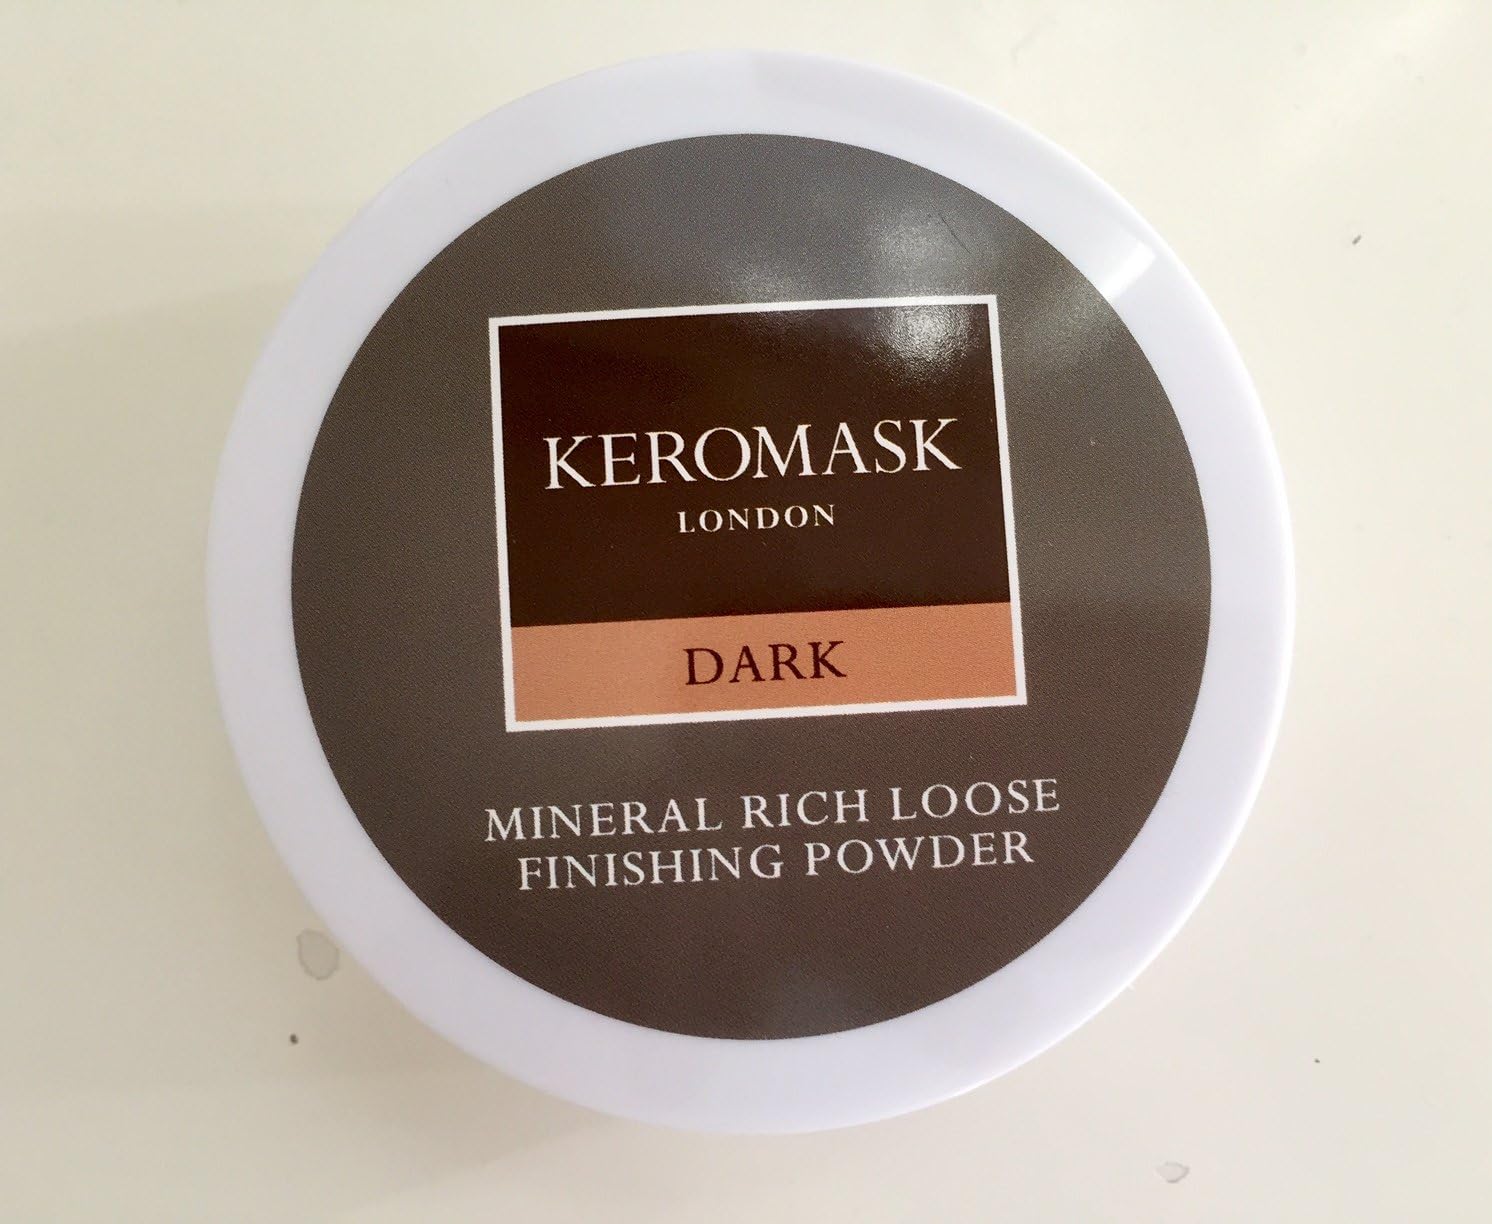 KEROMASK
LONDON
DARK
MINERAL RICH LOOSE
FINISHING POWDER